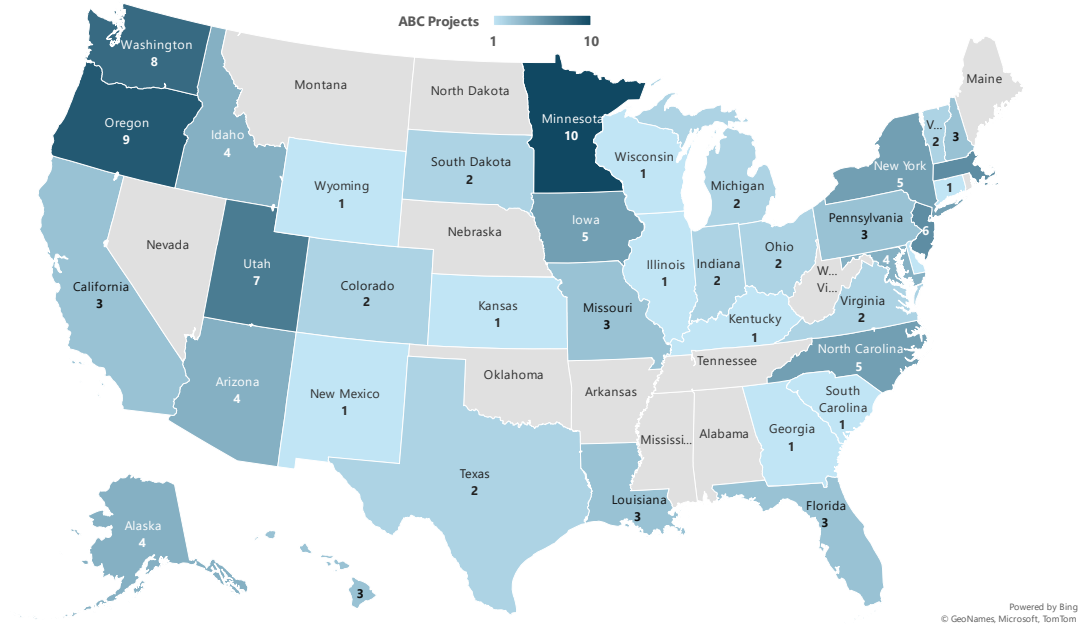 ABC Projects
1
10
Washington
8
Montana
North Dakota
Minnesota
10
Maine
Oregon
9
Idaho
4
South Dakota
2
Wisconsin
1
Michigan
2
V...
2
3
New York
5
1
Wyoming
1
Iowa
5
Pennsylvania
3
6
Nevada
Utah
7
Nebraska
Illinois
1
Indiana
2
Ohio
2
4
W...
Vi...
California
3
Colorado
2
Kansas
1
Missouri
3
Kentucky
1
Virginia
2
Arizona
4
New Mexico
1
Oklahoma
Arkansas
Tennessee
North Carolina
5
South
Carolina
1
Mississi...
Alabama
Georgia
1
Texas
2
Louisiana
3
Florida
3
Alaska
4
3
Powered by Bing
© GeoNames, Microsoft, TomTom